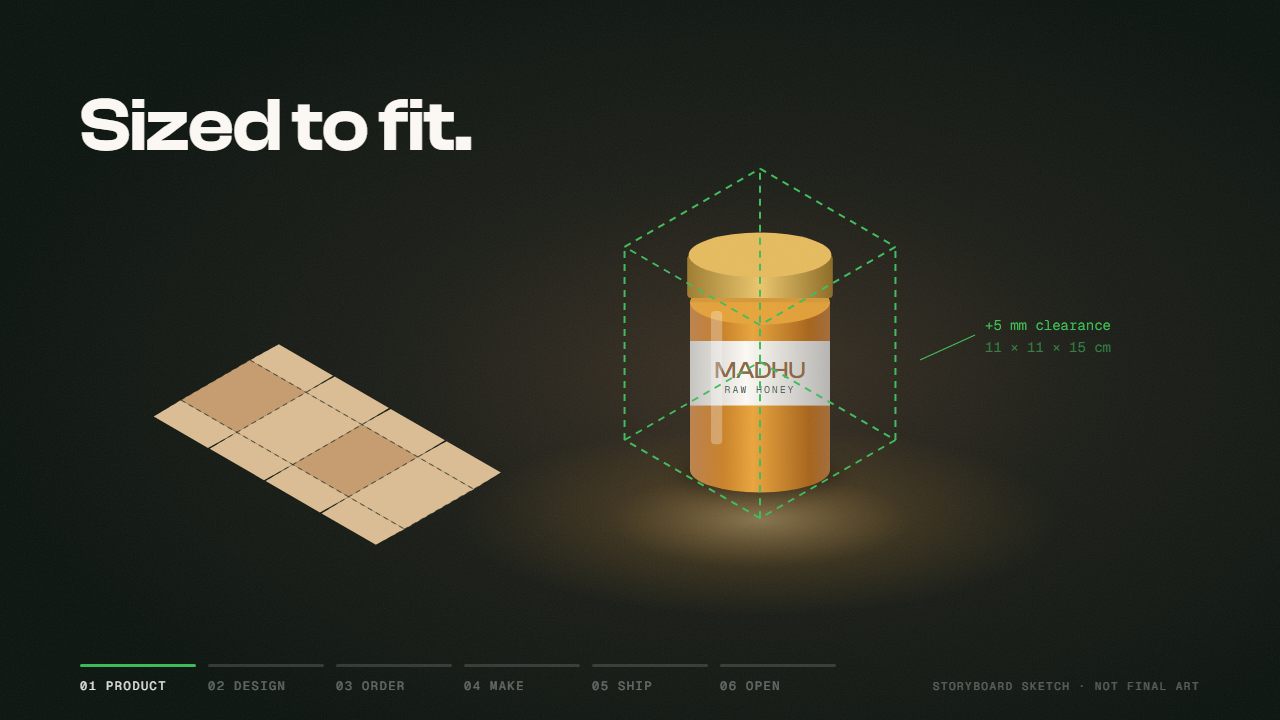 Sized to fit.
MADHU
RAW HONEY
+5 mm clearance
11 × 11 × 15 cm
01 PRODUCT
02 DESIGN
03 ORDER
04 MAKE
05 SHIP
06 OPEN
STORYBOARD SKETCH · NOT FINAL ART